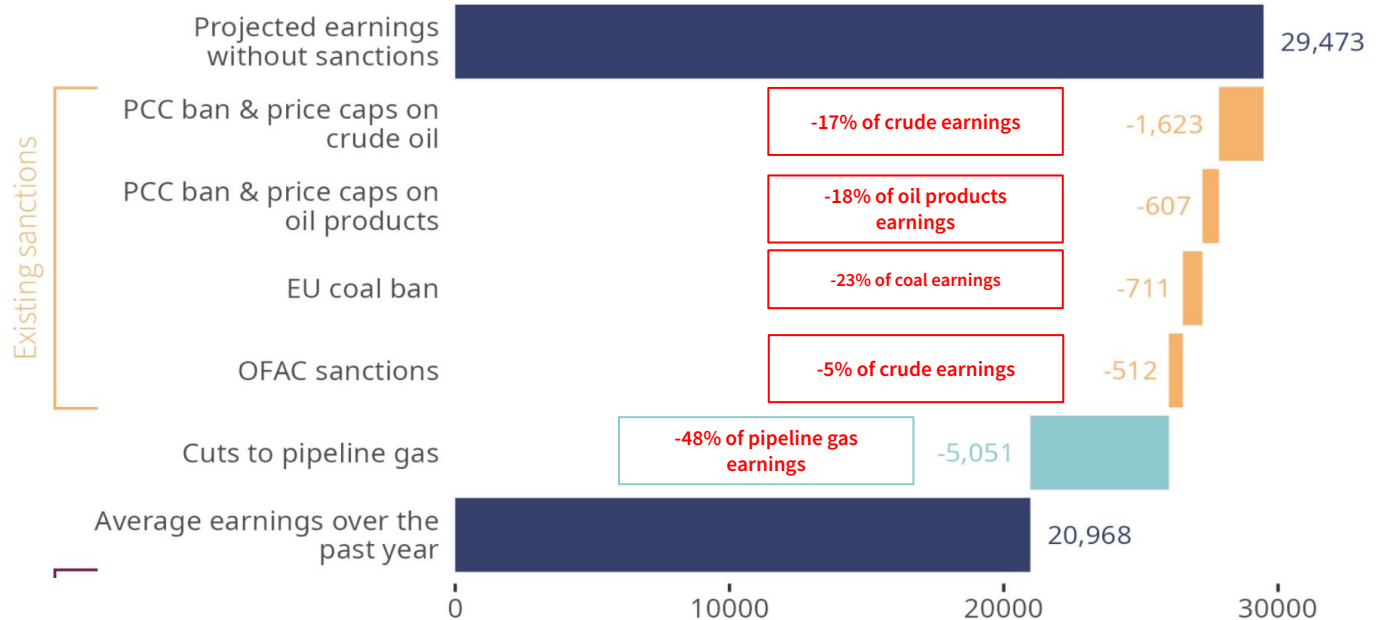 Projected earnings
without sanctions
29,473
Existing sanctions
PCC ban & price caps on
crude oil
-17% of crude earnings
-1,623
PCC ban & price caps on
oil products
-18% of oil products
earnings
-607
EU coal ban
-23% of coal earnings
-711
OFAC sanctions
-5% of crude earnings
-512
Cuts to pipeline gas
-48% of pipeline gas
earnings
-5,051
Average earnings over the
past year
20,968
0 10000 20000 30000